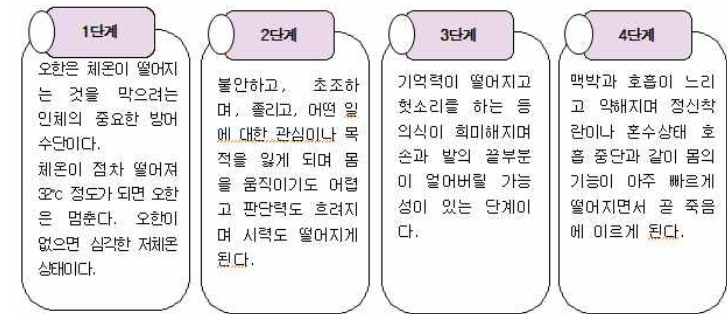 1단계
오한은 체온이 떨어지
는 것을 막으려는
인체의 중요한 방어
수단이다.
체온이 점차 떨어져
32℃ 정도가 되면 오한
은 멈춘다. 오한이
없으면 심각한 저체온
상태이다.
2단계
불안하고, 초조하
며, 졸리고, 어떤 일
에 대한 관심이나 목
적을 잃게 되며 몸
을 움직이기도 어렵
고 판단력도 흐려지
며 시력도 떨어지게
된다.
3단계
기억력이 떨어지고
헛소리를 하는 등
의식이 희미해지며
손과 발의 끝부분
이 얼어버릴 가능
성이 있는 단계이
다.
4단계
맥박과 호흡이 느리
고 약해지며 정신착
란이나 혼수상태 호
흡 중단과 같이 몸의
기능이 아주 빠르게
떨어지면서 곧 죽음
에 이르게 된다.